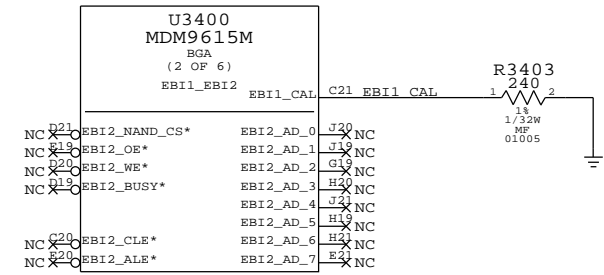 U3400
MDM9615M
BGA
(2 OF 6)
EBI1_EBI2
EBI1_CAL C21 EBI1_CAL
R3403
240
1 2
1%
1/32W
MF
01005
NC D21 EBI2_NAND_CS* EBI2_AD_0 J20 NC
NC E19 EBI2_OE* EBI2_AD_1 J19 NC
NC D20 EBI2_WE* EBI2_AD_2 G19 NC
NC D19 EBI2_BUSY* EBI2_AD_3 H20 NC
EBI2_AD_4 J21 NC
EBI2_AD_5 H19 NC
NC C20 EBI2_CLE* EBI2_AD_6 H21 NC
NC E20 EBI2_ALE* EBI2_AD_7 E21 NC